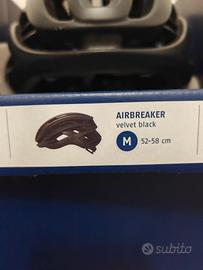 AIRBREAKER
velvet black
M 52-58 cm
subito